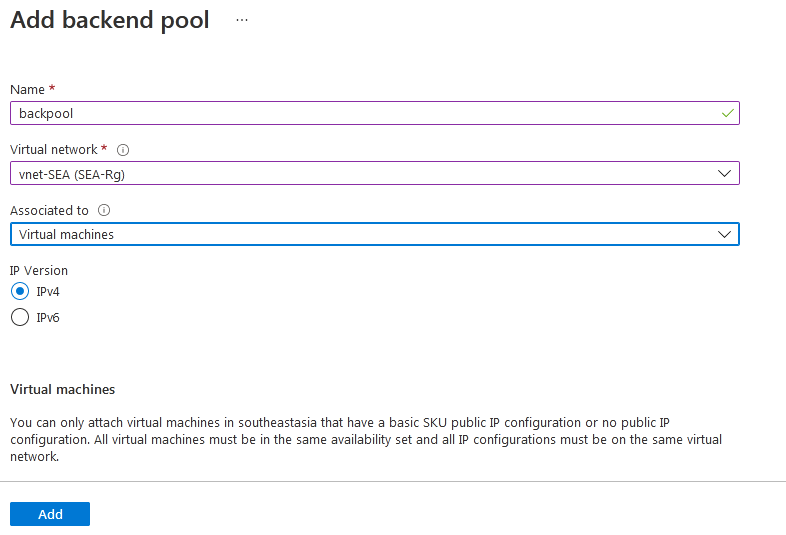 Add backend pool ...
Name *
backpool
Virtual network *
vnet-SEA (SEA-Rg)
Associated to
Virtual machines
IP Version
IPv4
IPv6
Virtual machines
You can only attach virtual machines in southeastasia that have a basic SKU public IP configuration or no public IP
configuration. All virtual machines must be in the same availability set and all IP configurations must be on the same virtual
network.
Add